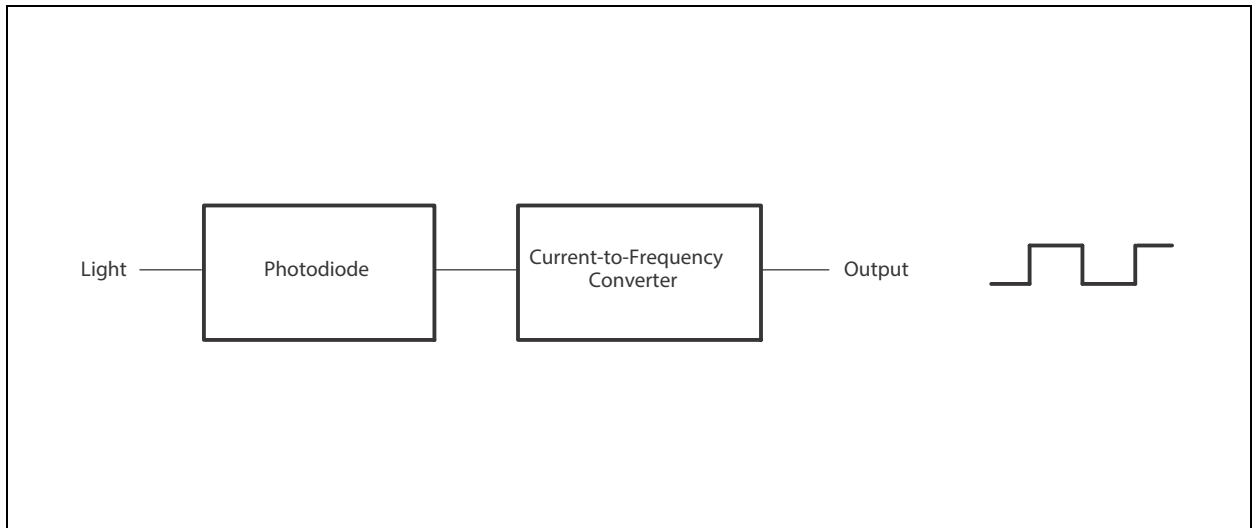 Light
Photodiode
Current-to-Frequency
Converter
Output